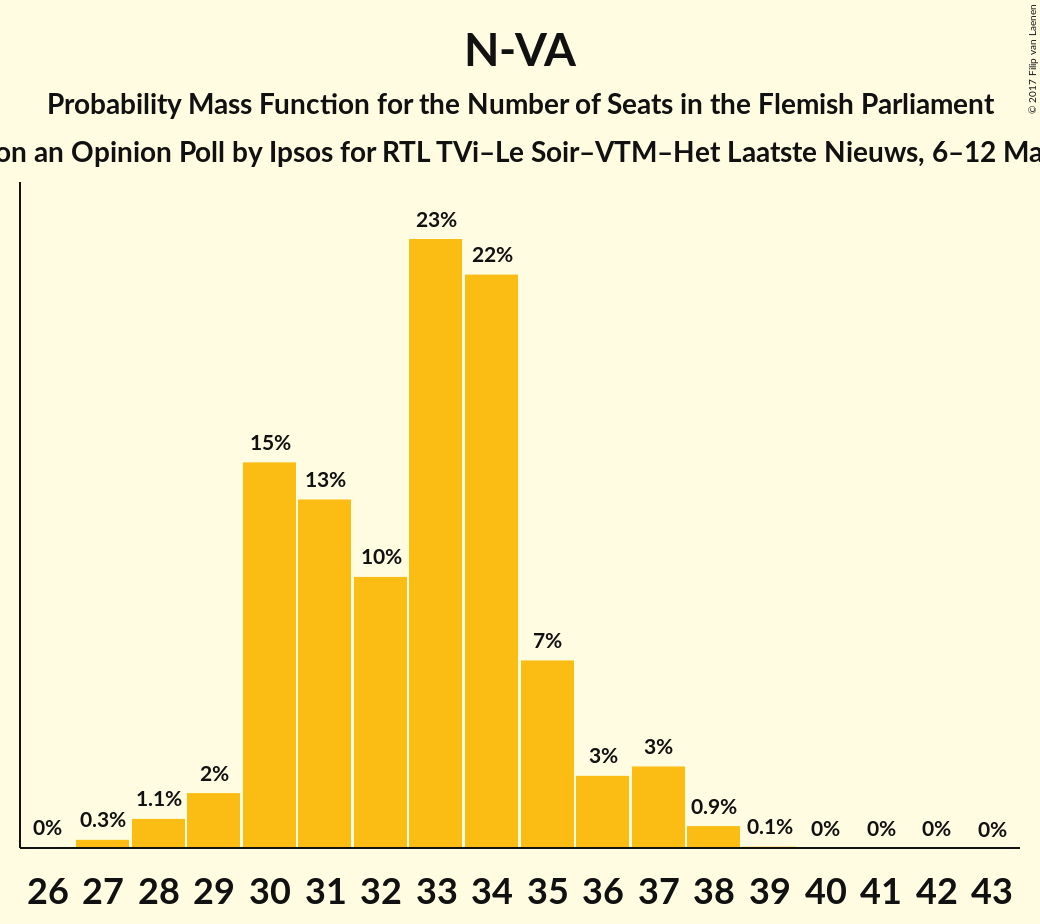 N-VA
Probability Mass Function for the Number of Seats in the Flemish Parliament
on an Opinion Poll by Ipsos for RTL TVi–Le Soir–VTM–Het Laatste Nieuws, 6–12 Ma
© 2017 Filip van Laenen
0% 0.3% 1.1% 2% 15% 13% 10% 23% 22% 7% 3% 3% 0.9% 0.1% 0% 0% 0% 0%
26 27 28 29 30 31 32 33 34 35 36 37 38 39 40 41 42 43